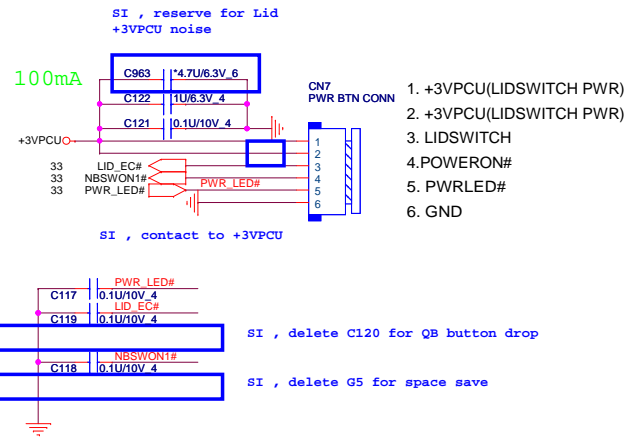 SI , reserve for Lid
+3VPCU noise
100mA
C963 *4.7U/6.3V_6
C122 1U/6.3V_4
C121 0.1U/10V_4
+3VPCU
CN7
PWR BTN CONN
1
2
3
4
5
6
1. +3VPCU(LIDSWITCH PWR)
2. +3VPCU(LIDSWITCH PWR)
3. LIDSWITCH
4.POWERON#
5. PWRLED#
6. GND
33 LID_EC#
33 NBSWON1#
33 PWR_LED#
PWR_LED#
SI , contact to +3VPCU
PWR_LED#
C117 0.1U/10V_4
LID_EC#
C119 0.1U/10V_4
SI , delete C120 for QB button drop
NBSWON1#
C118 0.1U/10V_4
SI , delete G5 for space save